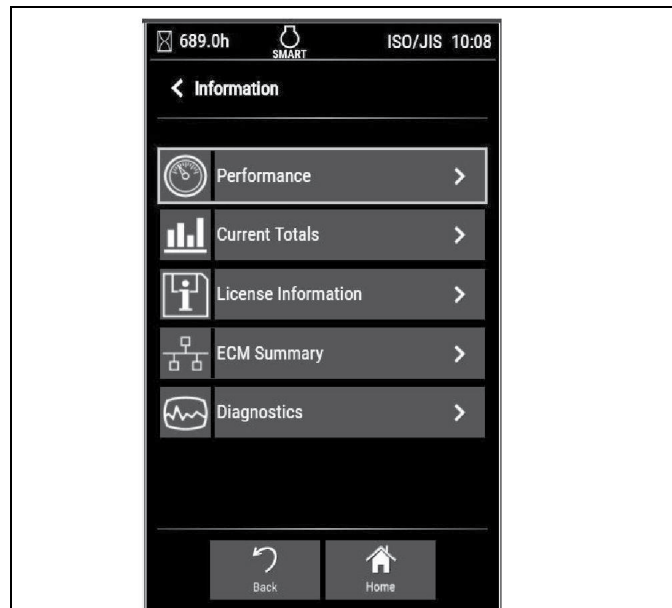 689.0h SMART ISO/JIS 10:08
Information
Performance
Current Totals
License Information
ECM Summary
Diagnostics
Back Home